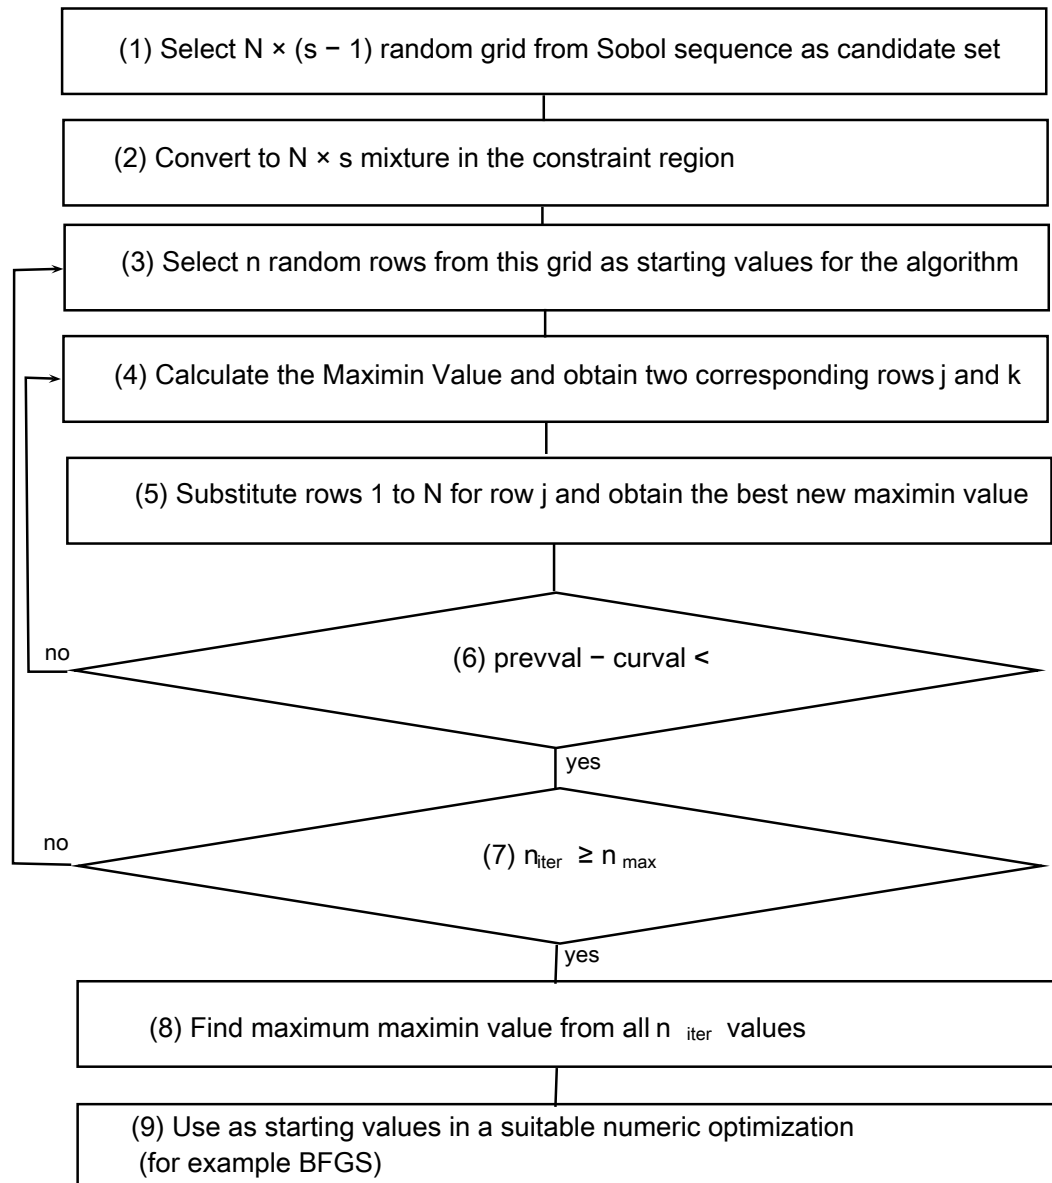 (1) Select N × (s − 1) random grid from Sobol sequence as candidate set
(2) Convert to N × s mixture in the constraint region
(3) Select n random rows from this grid as starting values for the algorithm
(4) Calculate the Maximin Value and obtain two corresponding rows j and k
(5) Substitute rows 1 to N for row j and obtain the best new maximin value
no
(6) prevval − curval <
yes
no
(7) n iter ≥ n max
yes
(8) Find maximum maximin value from all n iter values
(9) Use as starting values in a suitable numeric optimization
(for example BFGS)